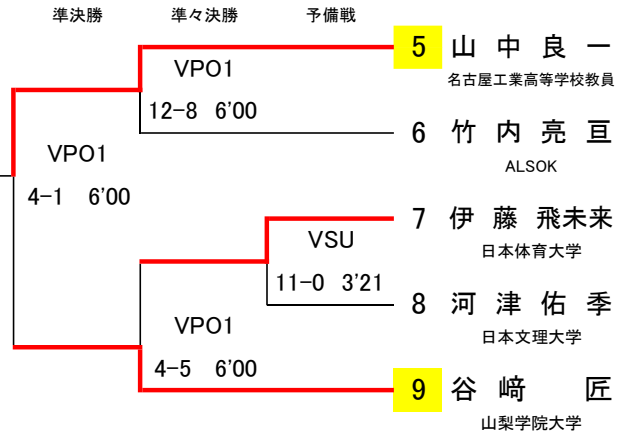 準決勝 準々決勝 予備戦
5 山中良一
名古屋工業高等学校教員
VPO1
12-8 6'00
6 竹内亮亘
ALSOK
VPO1
4-1 6'00
7 伊藤飛未来
日本体育大学
VSU
11-0 3'21
8 河津佑季
日本文理大学
VPO1
4-5 6'00
9 谷﨑匠
山梨学院大学